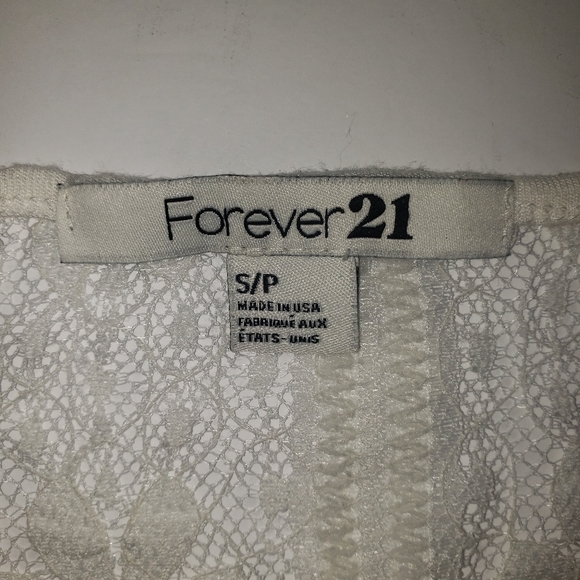 Forever 21
S/P
MADE IN USA
FABRIQUÉ AUX
ÉTATS-UNIS